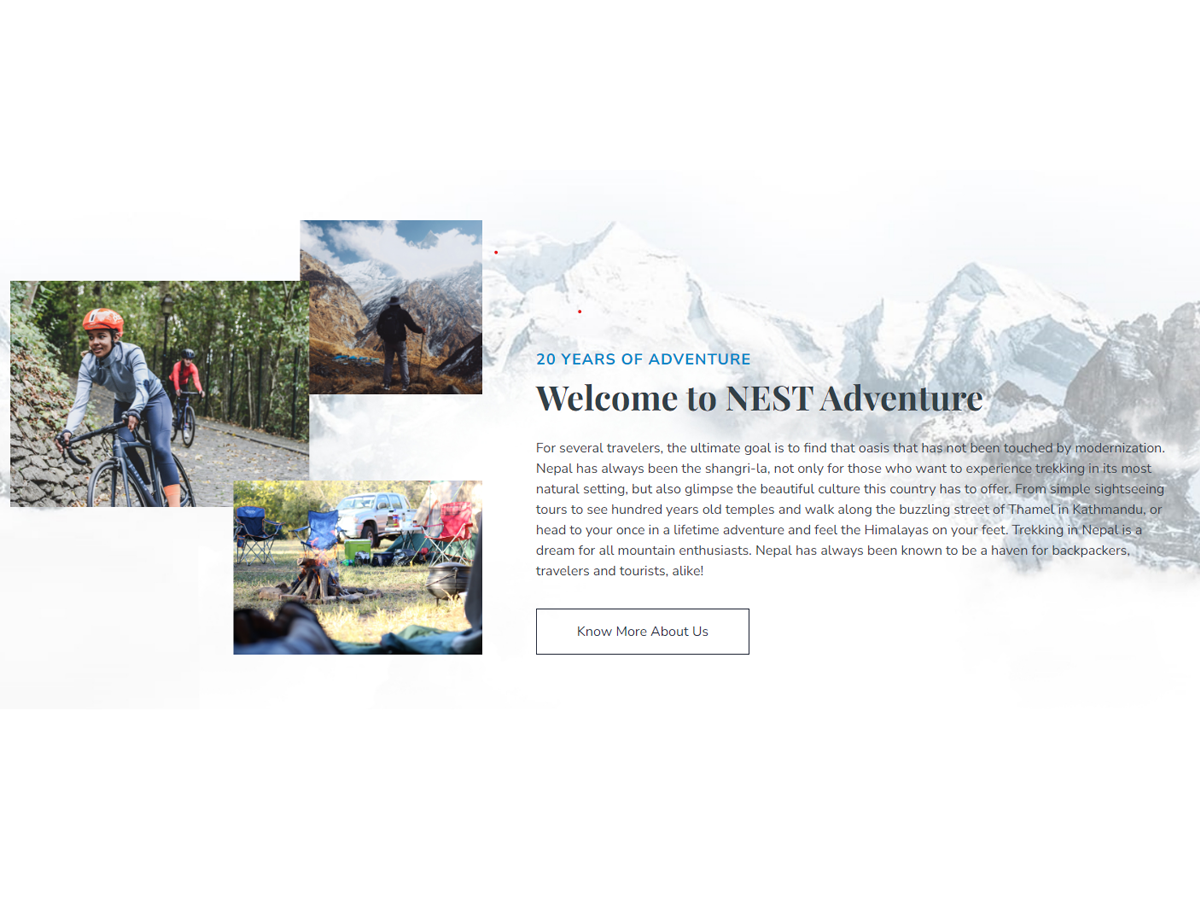 20 YEARS OF ADVENTURE
Welcome to NEST Adventure
For several travelers, the ultimate goal is to find that oasis that has not been touched by modernization.
Nepal has always been the shangri-la, not only for those who want to experience trekking in its most
natural setting, but also glimpse the beautiful culture this country has to offer. From simple sightseeing
tours to see hundred years old temples and walk along the buzzling street of Thamel in Kathmandu, or
head to your once in a lifetime adventure and feel the Himalayas on your feet. Trekking in Nepal is a
dream for all mountain enthusiasts. Nepal has always been known to be a haven for backpackers,
travelers and tourists, alike!
Know More About Us